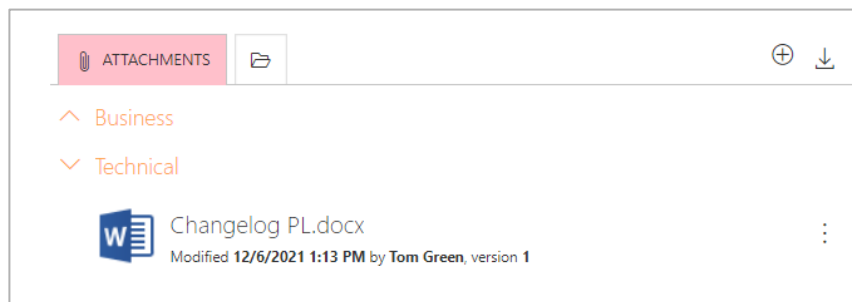 ATTACHMENTS
Business
Technical
W
Changelog PL.docx
Modified 12/6/2021 1:13 PM by Tom Green, version 1